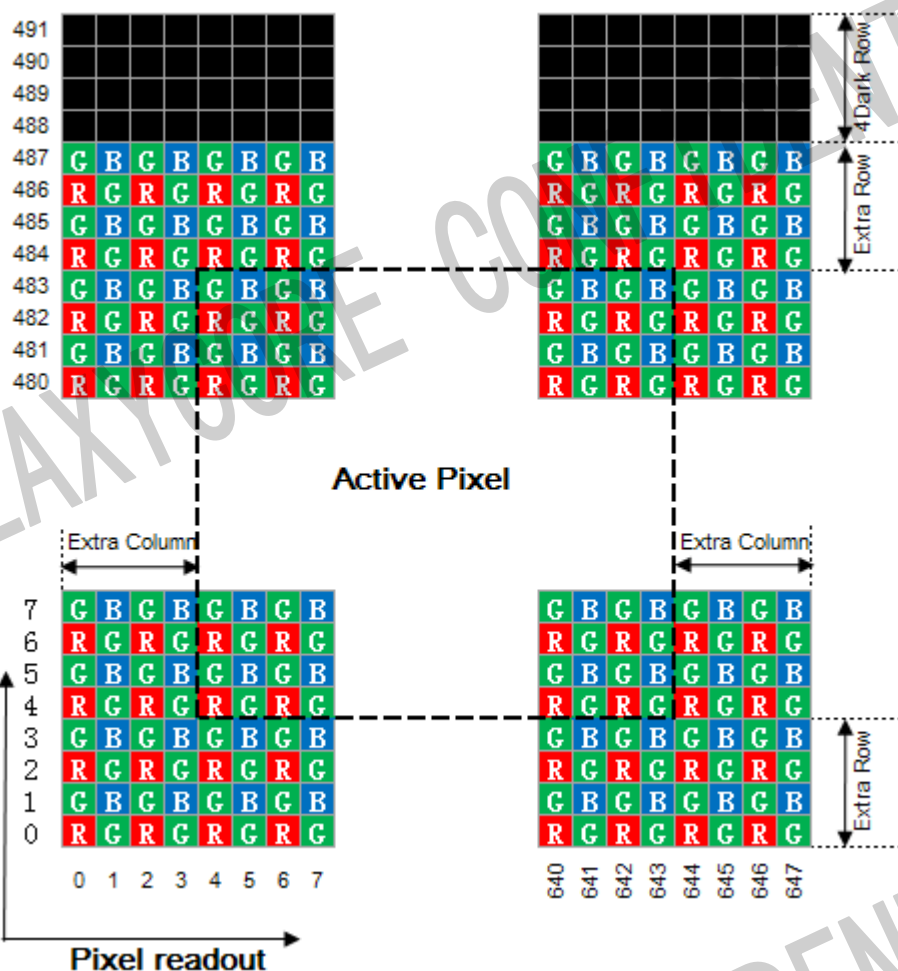 491
490
489
488
4Dark Row
487 G B G B G B G B G B G B G B G B
486 R G R G R G R G R G R G R G R G
485 G B G B G B G B G B G B G B G B
484 R G R G R G R G R G R G R G R G
Extra Row
483 G B G B G B G B G B G B G B G B
482 R G R G R G R G R G R G R G R G
481 G B G B G B G B G B G B G B G B
480 R G R G R G R G R G R G R G R G
Active Pixel
Extra Column Extra Column
7 G B G B G B G B G B G B G B G B
6 R G R G R G R G R G R G R G R G
5 G B G B G B G B G B G B G B G B
4 R G R G R G R G R G R G R G R G
3 G B G B G B G B G B G B G B G B
2 R G R G R G R G R G R G R G R G
1 G B G B G B G B G B G B G B G B
0 R G R G R G R G R G R G R G R G
Extra Row
0 1 2 3 4 5 6 7 640 641 642 643 644 645 646 647
Pixel readout